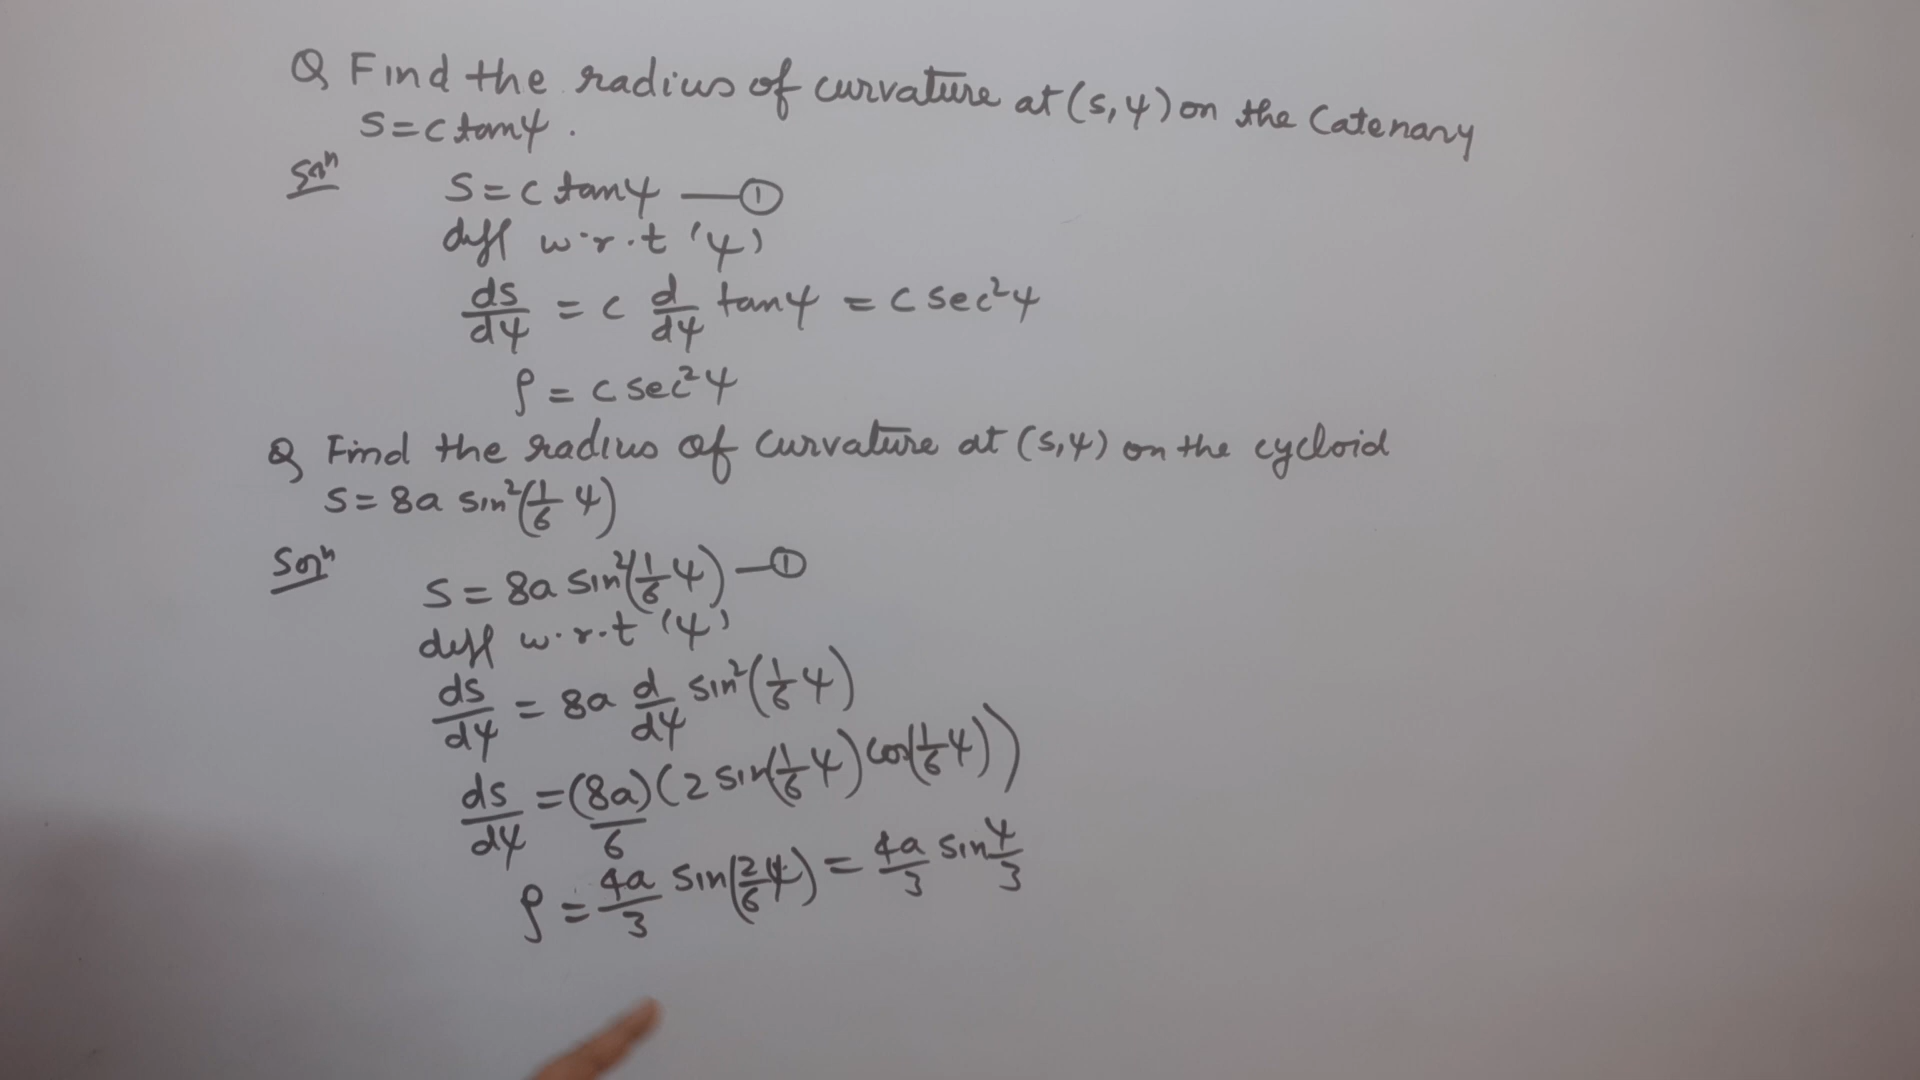 Q Find the radius of curvature at (s,ψ) on the Catenary
s=c tanψ.
Soln
s=c tanψ —①
diff w.r.t 'ψ'
ds/dψ = c d/dψ tanψ = c sec²ψ
ρ = c sec²ψ
Q Find the radius of curvature at (s,ψ) on the cycloid
s= 8a sin²(1/6 ψ)
Soln
s= 8a sin²(1/6 ψ) —①
diff w.r.t 'ψ'
ds/dψ = 8a d/dψ sin²(1/6 ψ)
ds/dψ = (8a)/6 (2 sin(1/6 ψ) cos(1/6 ψ))
ρ = 4a/3 sin(2/6 ψ) = 4a/3 sin ψ/3